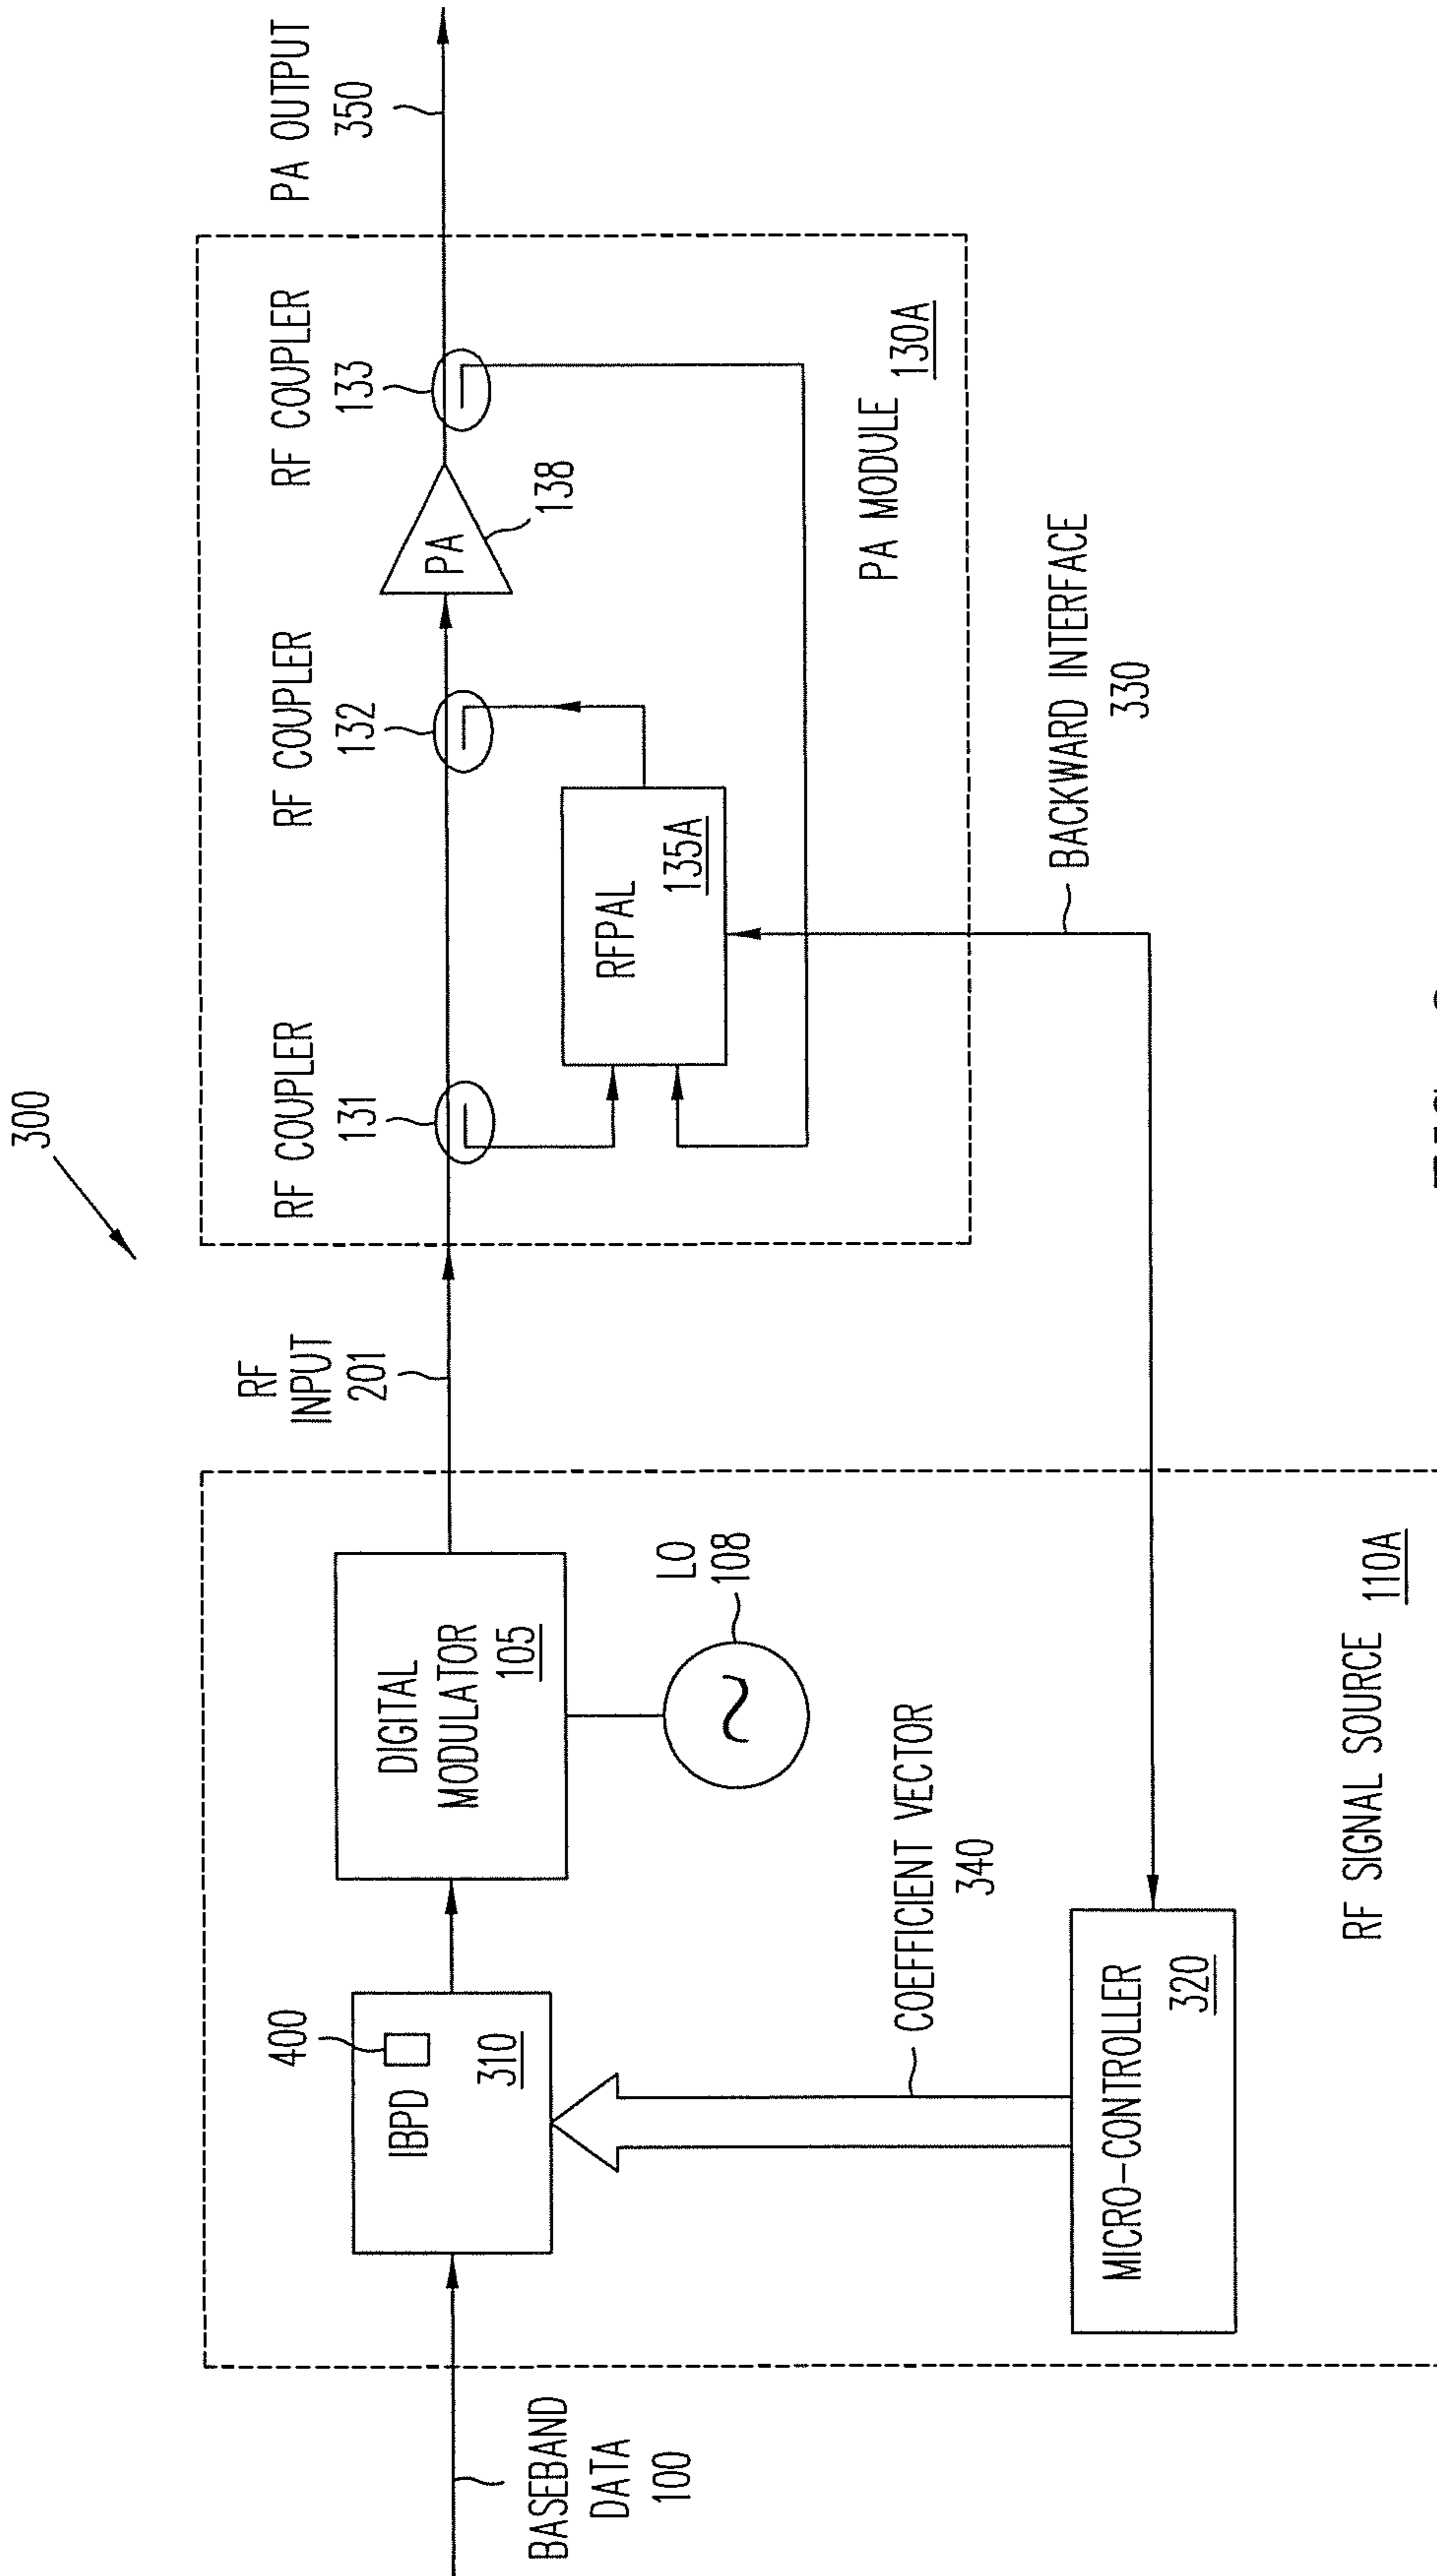 300
BASEBAND
DATA
100
IBPD
400
310
DIGITAL
MODULATOR
105
LO
108
COEFFICIENT VECTOR
340
MICRO-CONTROLLER
320
RF SIGNAL SOURCE 110A
RF
INPUT
201
RF COUPLER
131
RF COUPLER
132
RF COUPLER
133
PA
138
RFPAL
135A
PA MODULE 130A
BACKWARD INTERFACE
330
PA OUTPUT
350